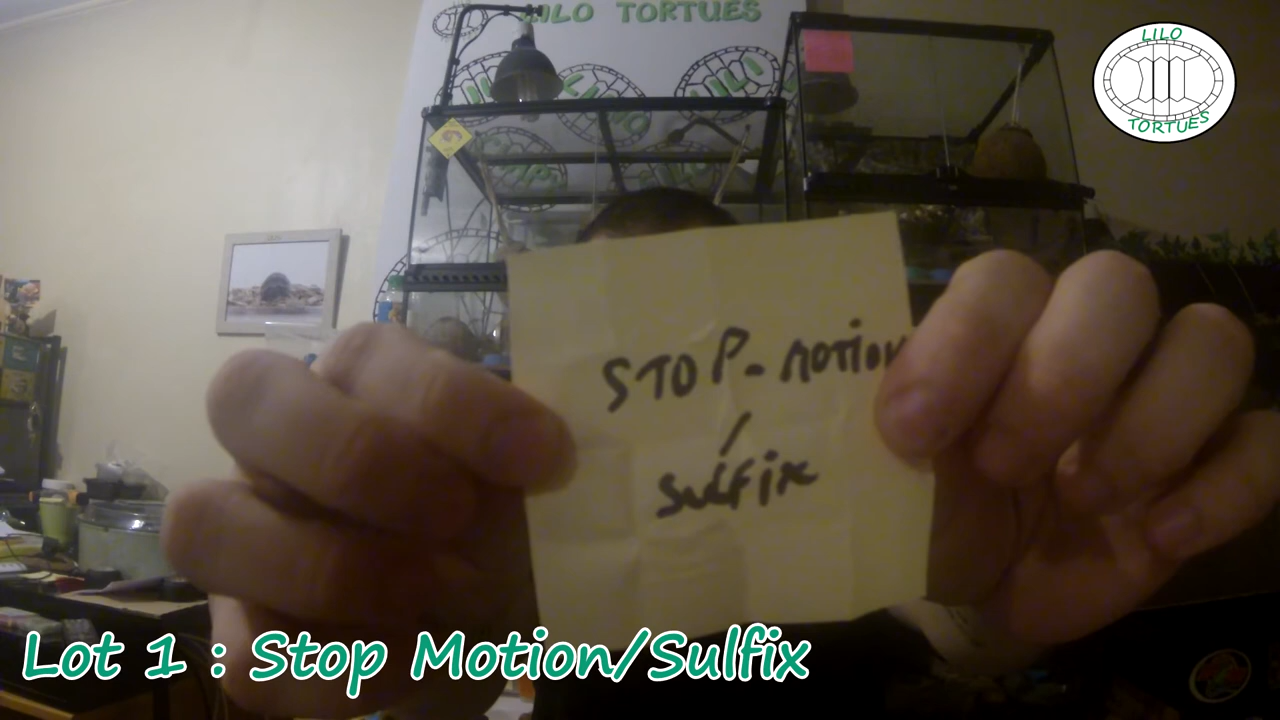 LILO TORTUES
LILO
TORTUES
STOP-MOTION
/
Sulfix
Lot 1 : Stop Motion/Sulfix